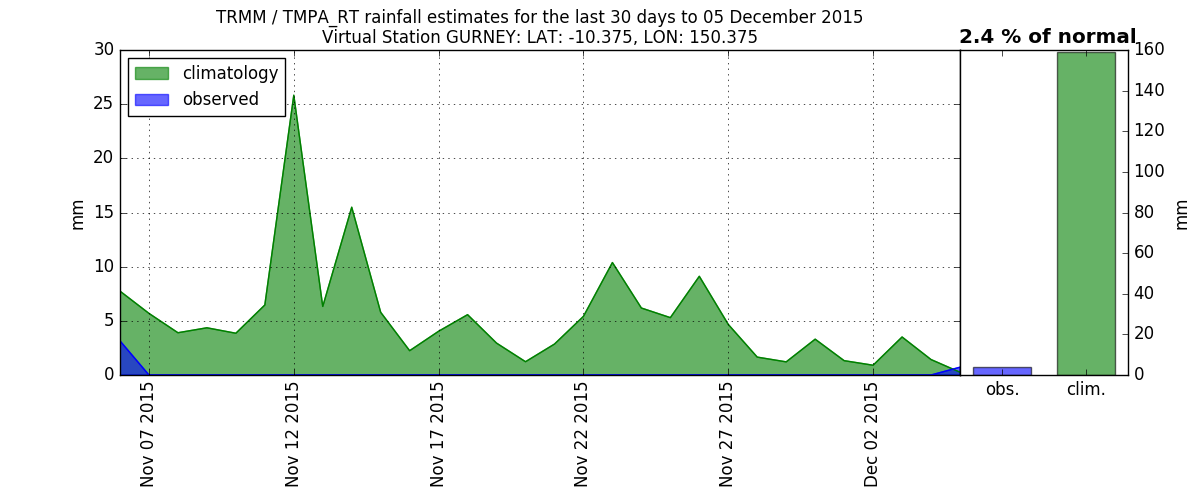 TRMM / TMPA_RT rainfall estimates for the last 30 days to 05 December 2015
Virtual Station GURNEY: LAT: -10.375, LON: 150.375
2.4 % of normal
climatology
observed
30
25
20
15
10
5
0
mm
Nov 07 2015
Nov 12 2015
Nov 17 2015
Nov 22 2015
Nov 27 2015
Dec 02 2015
160
140
120
100
80
60
40
20
0
mm
obs.
clim.